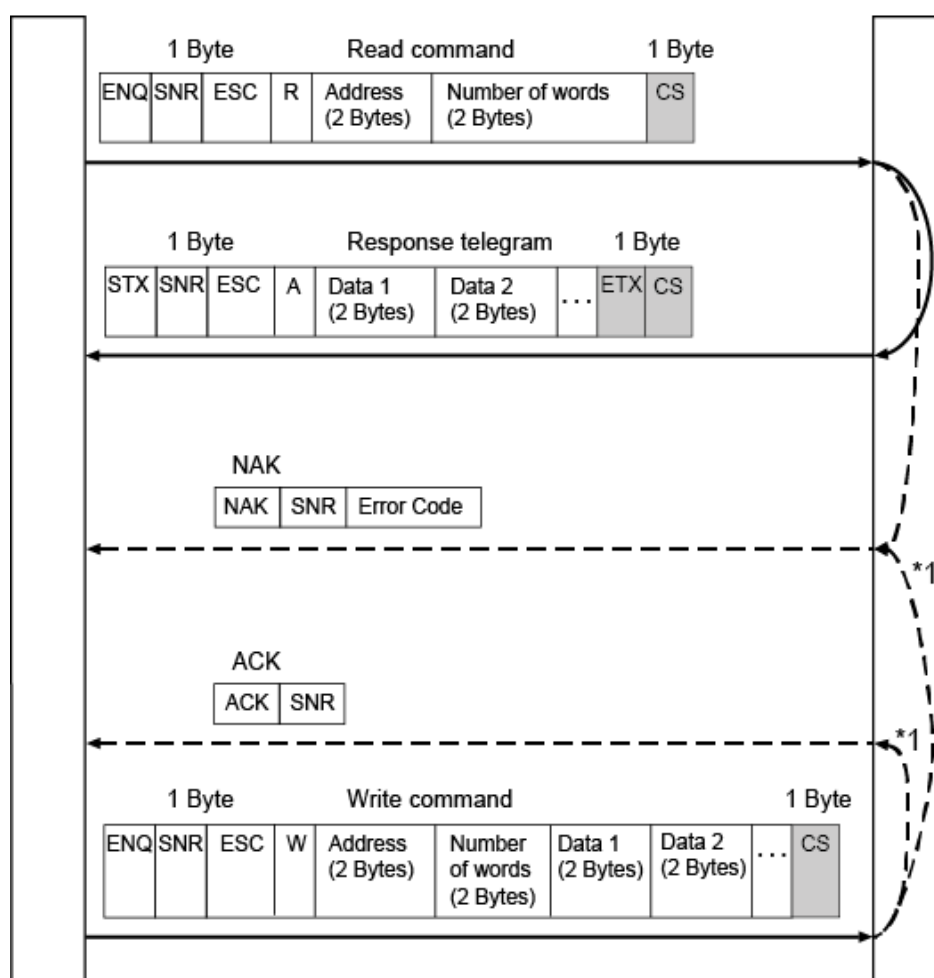 1 Byte Read command 1 Byte
ENQ SNR ESC R Address Number of words CS
(2 Bytes) (2 Bytes)
1 Byte Response telegram 1 Byte
STX SNR ESC A Data 1 Data 2 ... ETX CS
(2 Bytes) (2 Bytes)
NAK
NAK SNR Error Code
*1
ACK
ACK SNR
*1
1 Byte Write command 1 Byte
ENQ SNR ESC W Address Number Data 1 Data 2 ... CS
(2 Bytes) of words (2 Bytes) (2 Bytes)
(2 Bytes)